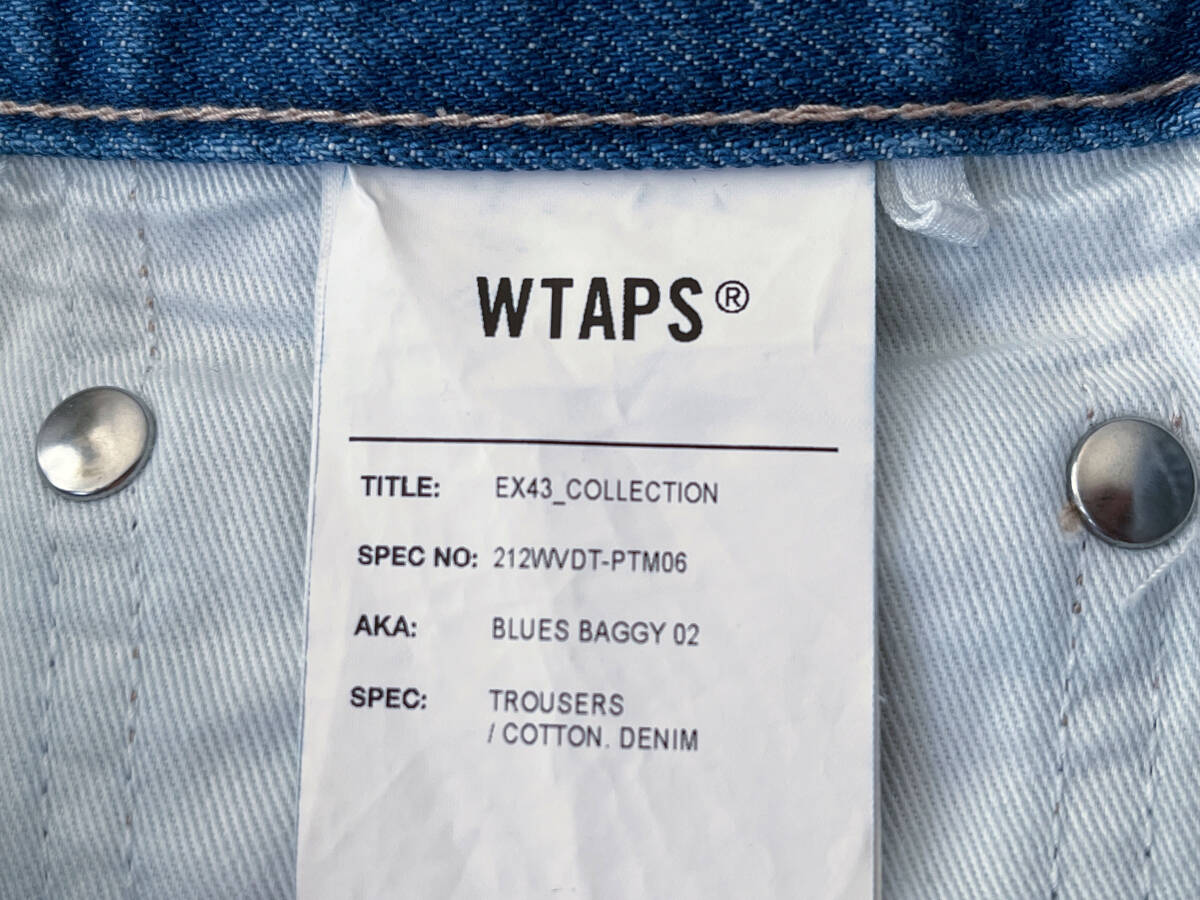 WTAPS®
TITLE: EX43_COLLECTION
SPEC NO: 212WVDT-PTM06
AKA: BLUES BAGGY 02
SPEC: TROUSERS
/ COTTON. DENIM